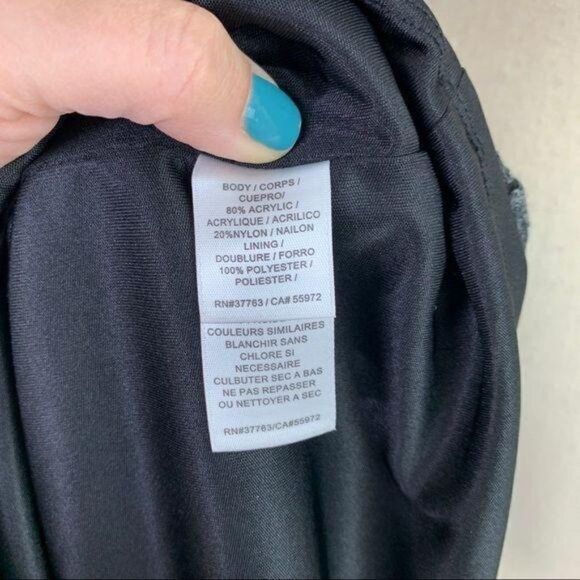 BODY / CORPS /
CUEPRO/
80% ACRYLIC /
ACRYLIQUE / ACRILICO
20%NYLON / NAILON
LINING /
DOUBLURE / FORRO
100% POLYESTER /
POLIESTER /
RN#37763 / CA# 55972
COULEURS SIMILAIRES
BLANCHIR SANS
CHLORE SI
NECESSAIRE
CULBUTER SEC A BAS
NE PAS REPASSER
OU NETTOYER A SEC
RN#37763/CA#55972